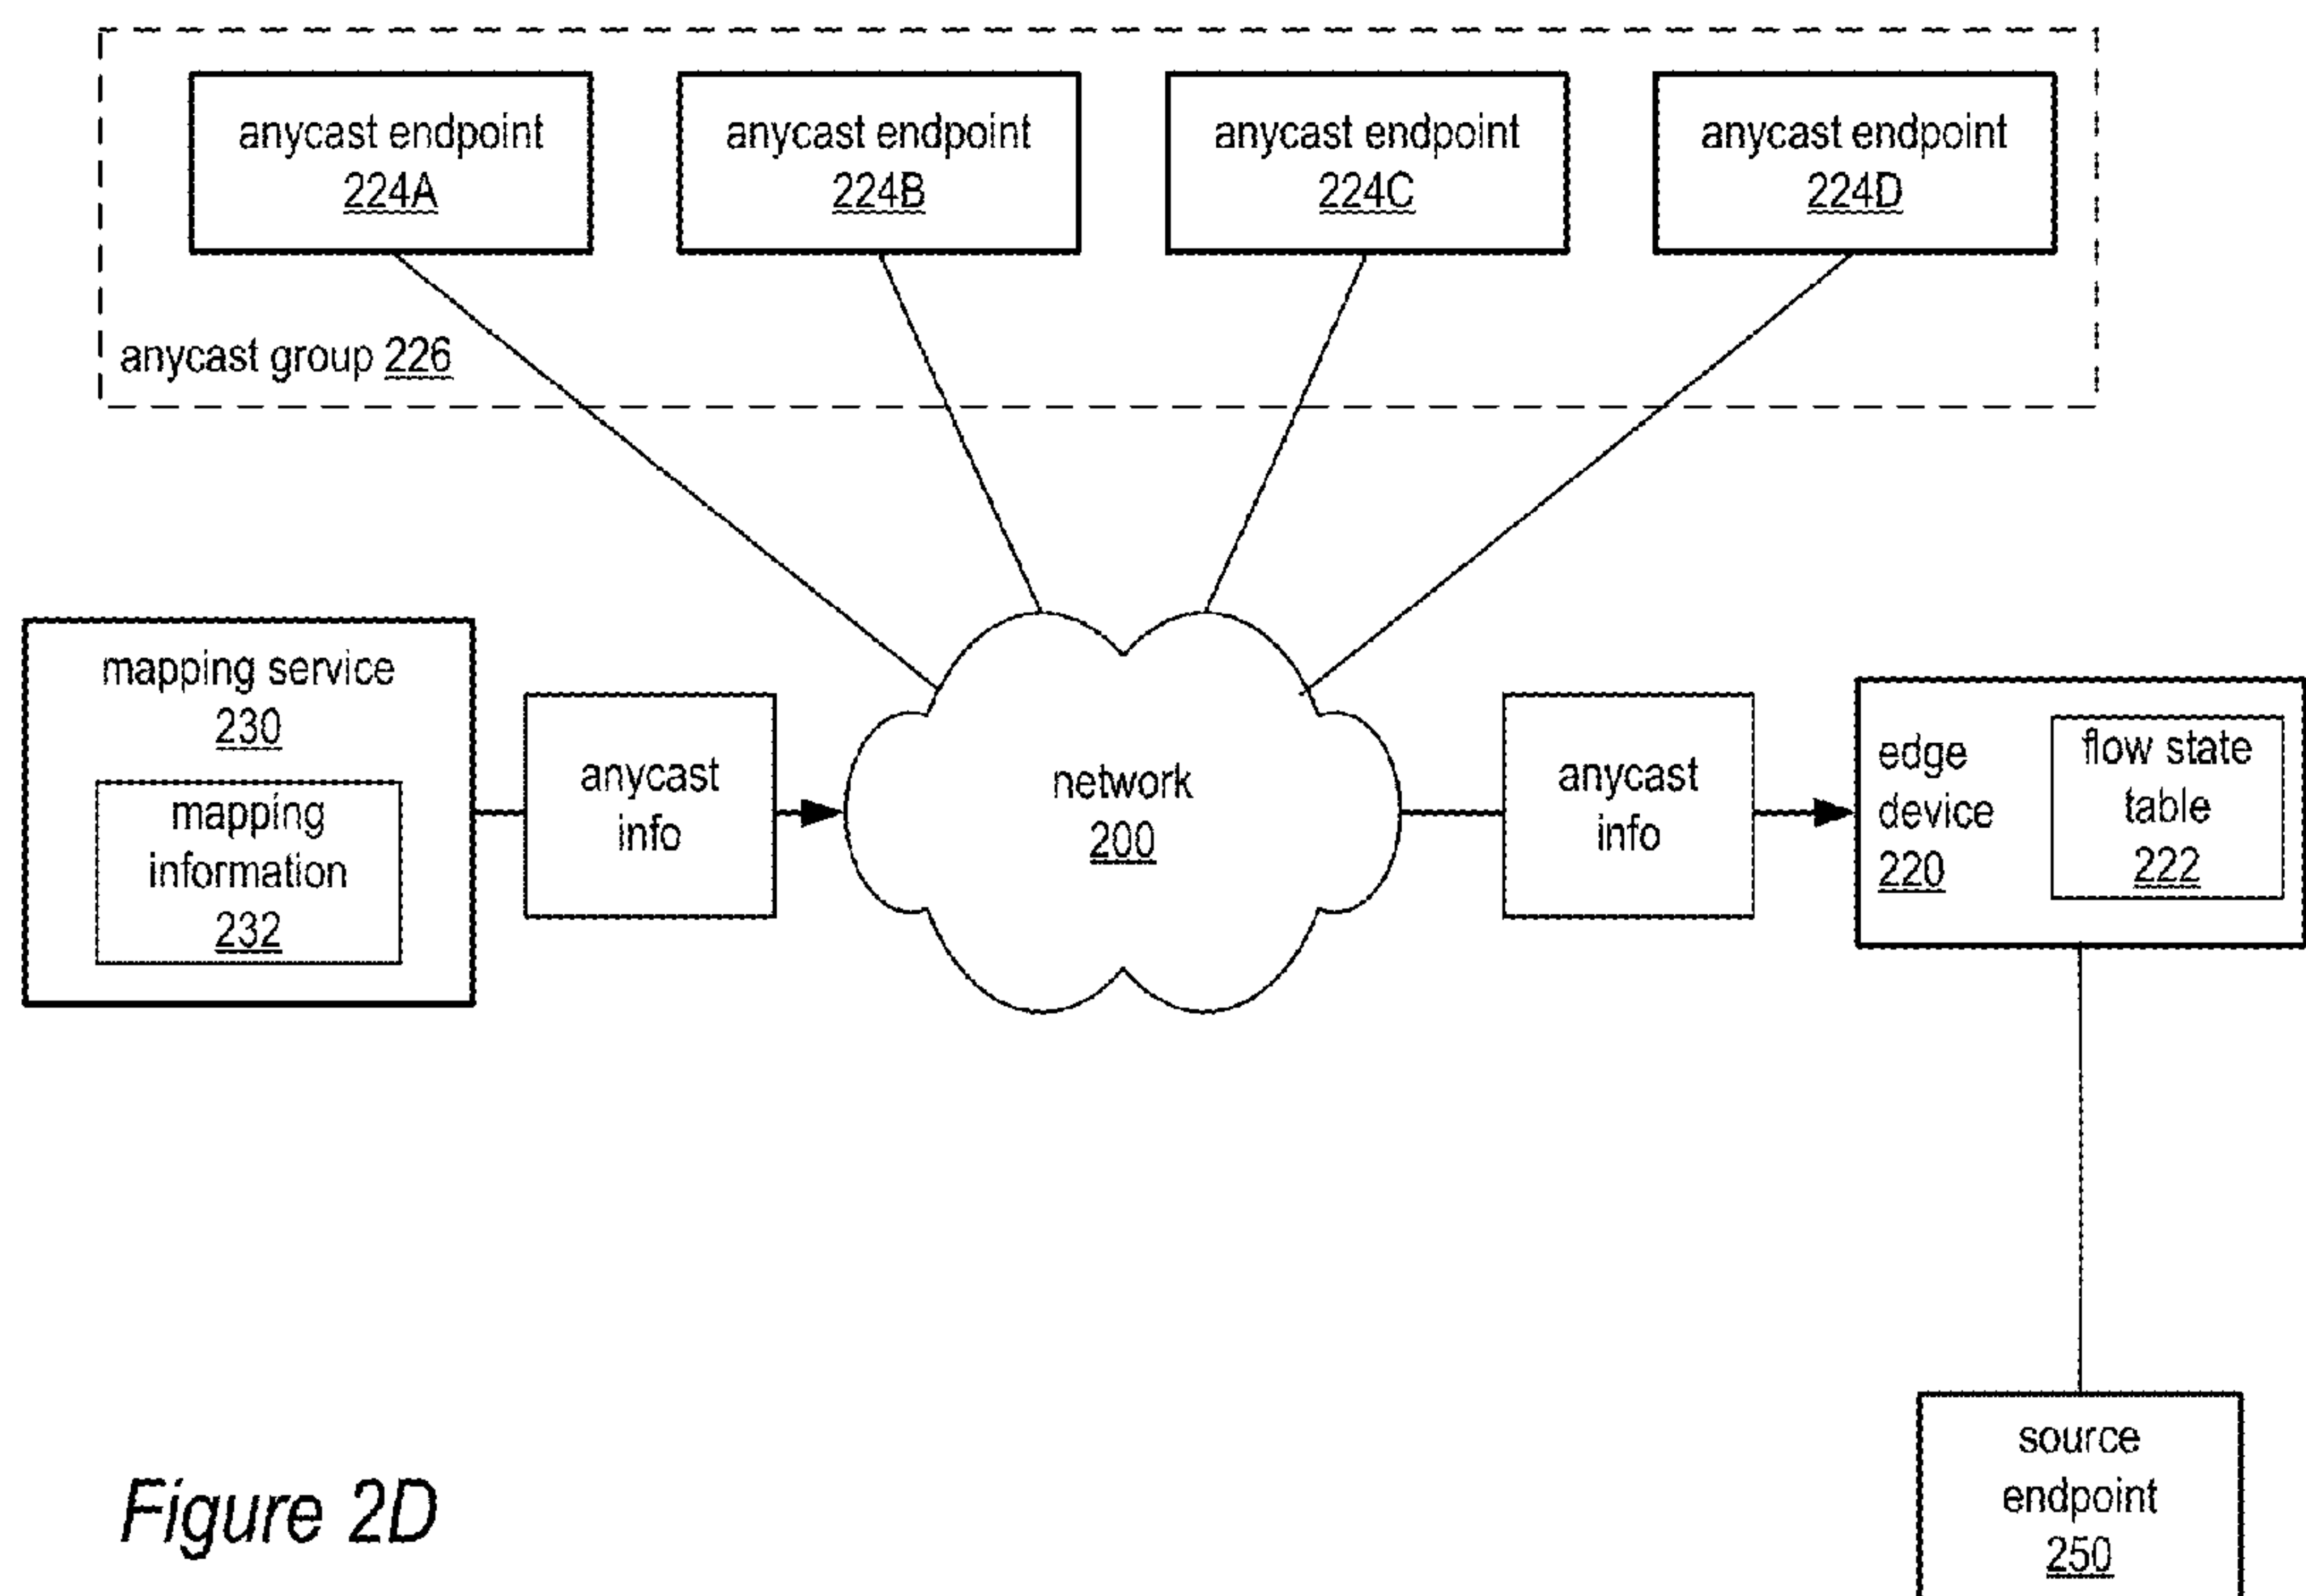 anycast endpoint
224A
anycast endpoint
224B
anycast endpoint
224C
anycast endpoint
224D
anycast group 226
mapping service
230
mapping
information
232
anycast
info
network
200
anycast
info
edge
device
220
flow state
table
222
source
endpoint
250
Figure 2D